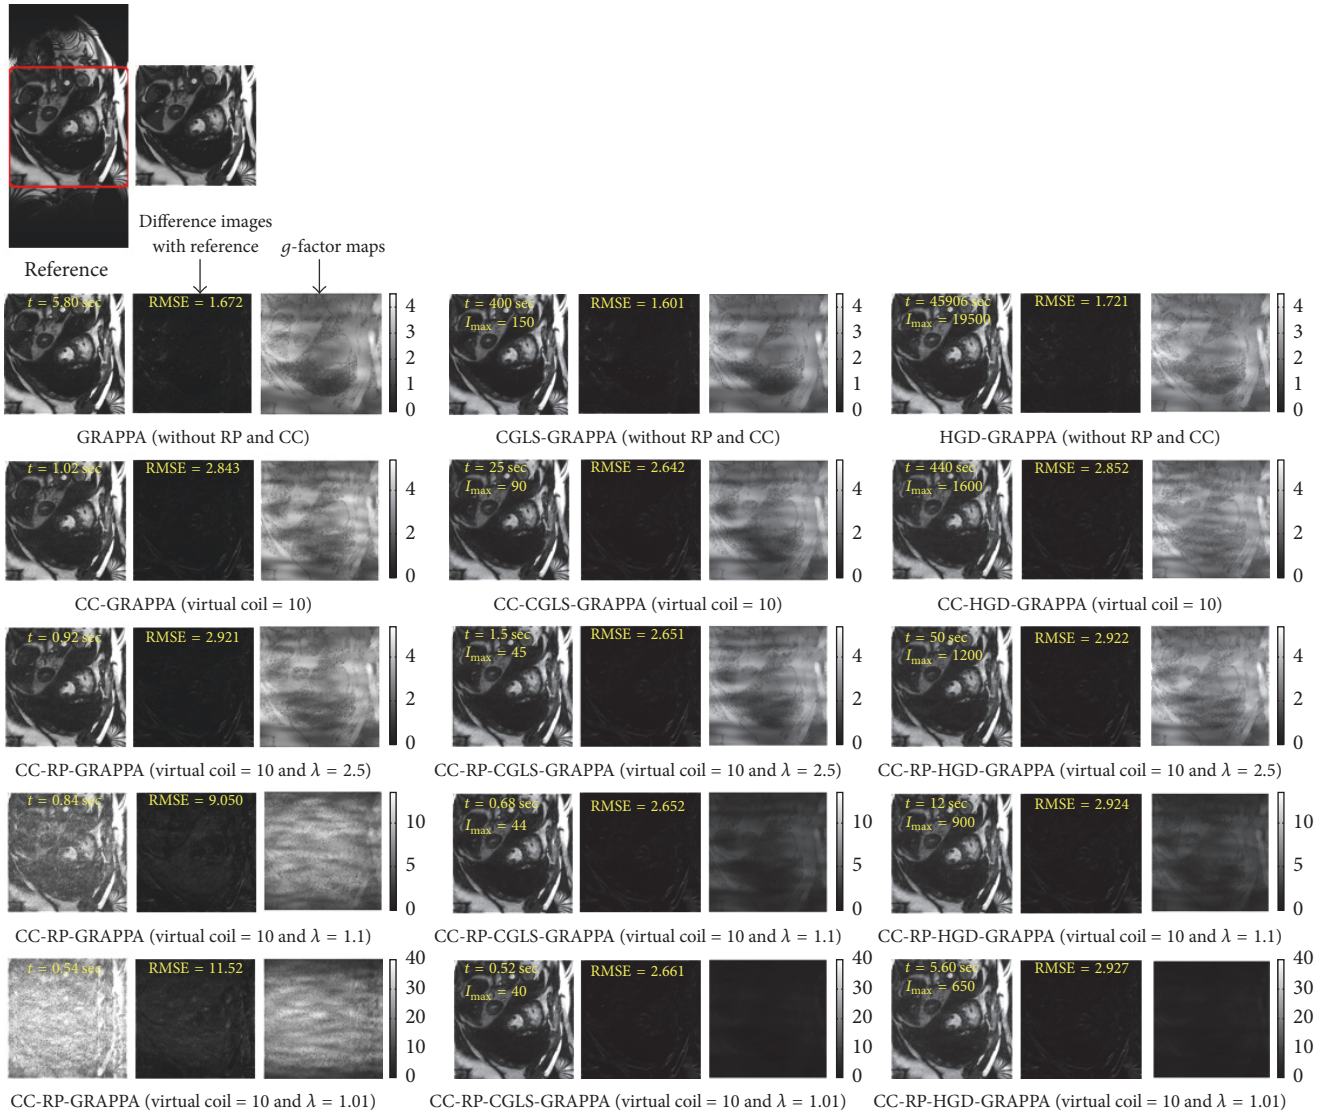 Difference images
with reference
g-factor maps
Reference
t = 5.80 sec
RMSE = 1.672
4
3
2
1
0
t = 400 sec
I_max = 150
RMSE = 1.601
4
3
2
1
0
t = 45906 sec
I_max = 19500
RMSE = 1.721
4
3
2
1
0
GRAPPA (without RP and CC)
CGLS-GRAPPA (without RP and CC)
HGD-GRAPPA (without RP and CC)
t = 1.02 sec
RMSE = 2.843
4
2
0
t = 25 sec
I_max = 90
RMSE = 2.642
4
2
0
t = 440 sec
I_max = 1600
RMSE = 2.852
4
2
0
CC-GRAPPA (virtual coil = 10)
CC-CGLS-GRAPPA (virtual coil = 10)
CC-HGD-GRAPPA (virtual coil = 10)
t = 0.92 sec
RMSE = 2.921
4
2
0
t = 1.5 sec
I_max = 45
RMSE = 2.651
4
2
0
t = 50 sec
I_max = 1200
RMSE = 2.922
4
2
0
CC-RP-GRAPPA (virtual coil = 10 and λ = 2.5)
CC-RP-CGLS-GRAPPA (virtual coil = 10 and λ = 2.5)
CC-RP-HGD-GRAPPA (virtual coil = 10 and λ = 2.5)
t = 0.84 sec
RMSE = 9.050
10
5
0
t = 0.68 sec
I_max = 44
RMSE = 2.652
10
5
0
t = 12 sec
I_max = 900
RMSE = 2.924
10
5
0
CC-RP-GRAPPA (virtual coil = 10 and λ = 1.1)
CC-RP-CGLS-GRAPPA (virtual coil = 10 and λ = 1.1)
CC-RP-HGD-GRAPPA (virtual coil = 10 and λ = 1.1)
t = 0.54 sec
RMSE = 11.52
40
30
20
10
0
t = 0.52 sec
I_max = 40
RMSE = 2.661
40
30
20
10
0
t = 5.60 sec
I_max = 650
RMSE = 2.927
40
30
20
10
0
CC-RP-GRAPPA (virtual coil = 10 and λ = 1.01)
CC-RP-CGLS-GRAPPA (virtual coil = 10 and λ = 1.01)
CC-RP-HGD-GRAPPA (virtual coil = 10 and λ = 1.01)